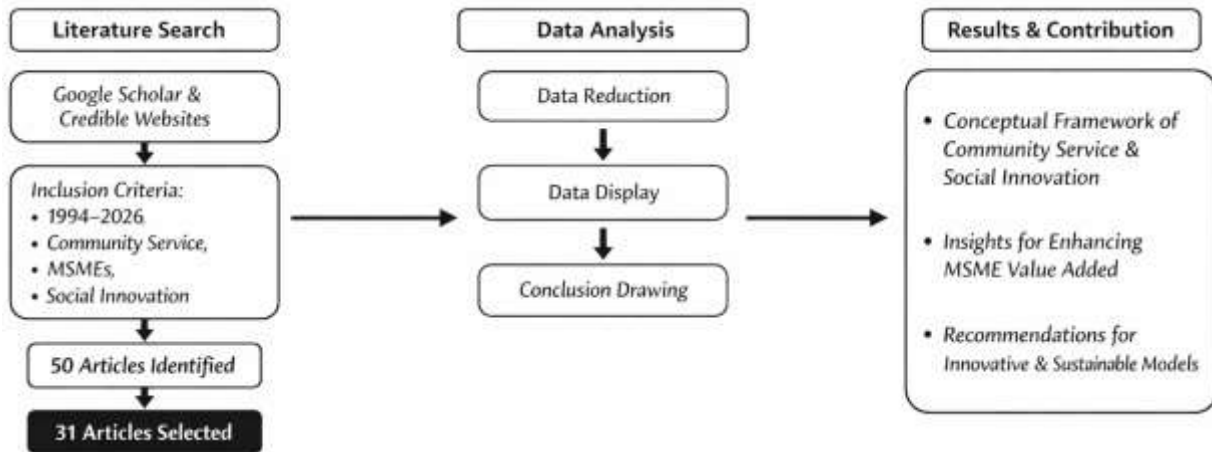 Literature Search
Google Scholar &
Credible Websites
Inclusion Criteria:
• 1994–2026,
• Community Service,
• MSMEs,
• Social Innovation
50 Articles Identified
31 Articles Selected
Data Analysis
Data Reduction
Data Display
Conclusion Drawing
Results & Contribution
• Conceptual Framework of
Community Service &
Social Innovation
• Insights for Enhancing
MSME Value Added
• Recommendations for
Innovative & Sustainable Models